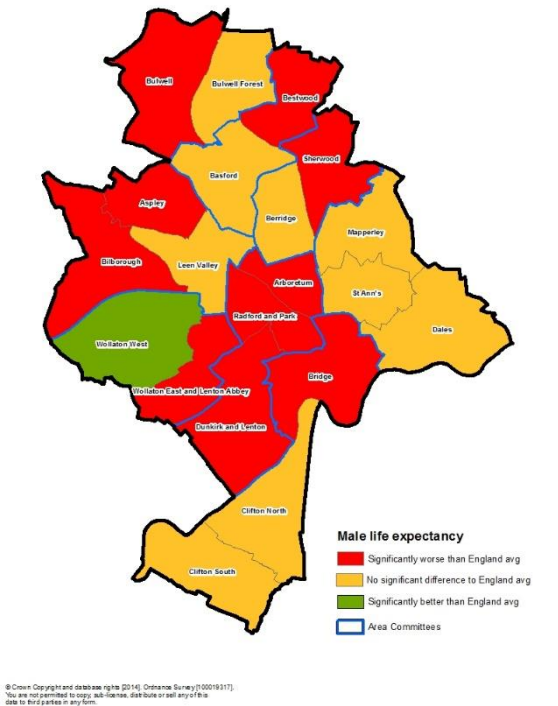 Bulwell
Bulwell Forest
Bestwood
Sherwood
Basford
Aspley
Berridge
Mapperley
Bilborough
Leen Valley
Arboretum
St Ann's
Radford and Park
Dales
Wollaton West
Bridge
Wollaton East and Lenton Abbey
Dunkirk and Lenton
Clifton North
Clifton South
Male life expectancy
Significantly worse than England avg
No significant difference to England avg
Significantly better than England avg
Area Committees
© Crown Copyright and database rights [2014]. Ordnance Survey [100019317].
You are not permitted to copy, sub-license, distribute or sell any of this
data to third parties in any form.